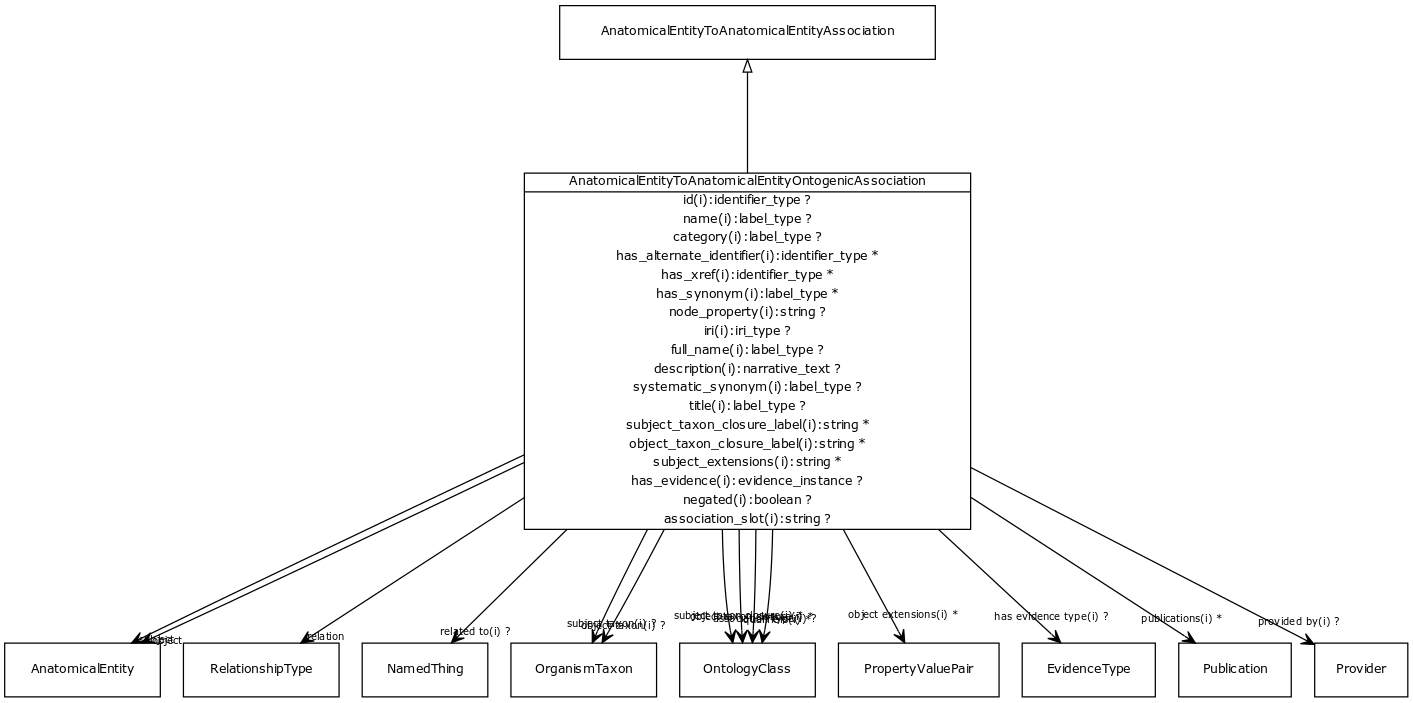 AnatomicalEntityToAnatomicalEntityAssociation
AnatomicalEntityToAnatomicalEntityOntogenicAssociation
id(i):identifier_type ?
name(i):label_type ?
category(i):label_type ?
has_alternate_identifier(i):identifier_type *
has_xref(i):identifier_type *
has_synonym(i):label_type *
node_property(i):string ?
iri(i):iri_type ?
full_name(i):label_type ?
description(i):narrative_text ?
systematic_synonym(i):label_type ?
title(i):label_type ?
subject_taxon_closure_label(i):string *
object_taxon_closure_label(i):string *
subject_extensions(i):string *
has_evidence(i):evidence_instance ?
negated(i):boolean ?
association_slot(i):string ?
relation
related to(i) ?
subject taxon(i) ?
object taxon(i) ?
subject taxon closure(i) *
object extensions(i) *
has evidence type(i) ?
publications(i) *
provided by(i) ?
AnatomicalEntity
RelationshipType
NamedThing
OrganismTaxon
OntologyClass
PropertyValuePair
EvidenceType
Publication
Provider